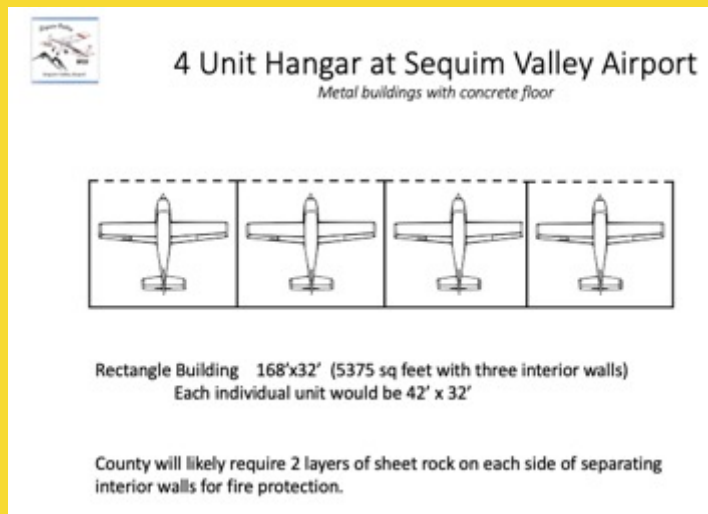 4 Unit Hangar at Sequim Valley Airport
Metal buildings with concrete floor
Rectangle Building 168'x32' (5375 sq feet with three interior walls)
Each individual unit would be 42' x 32'
County will likely require 2 layers of sheet rock on each side of separating
interior walls for fire protection.